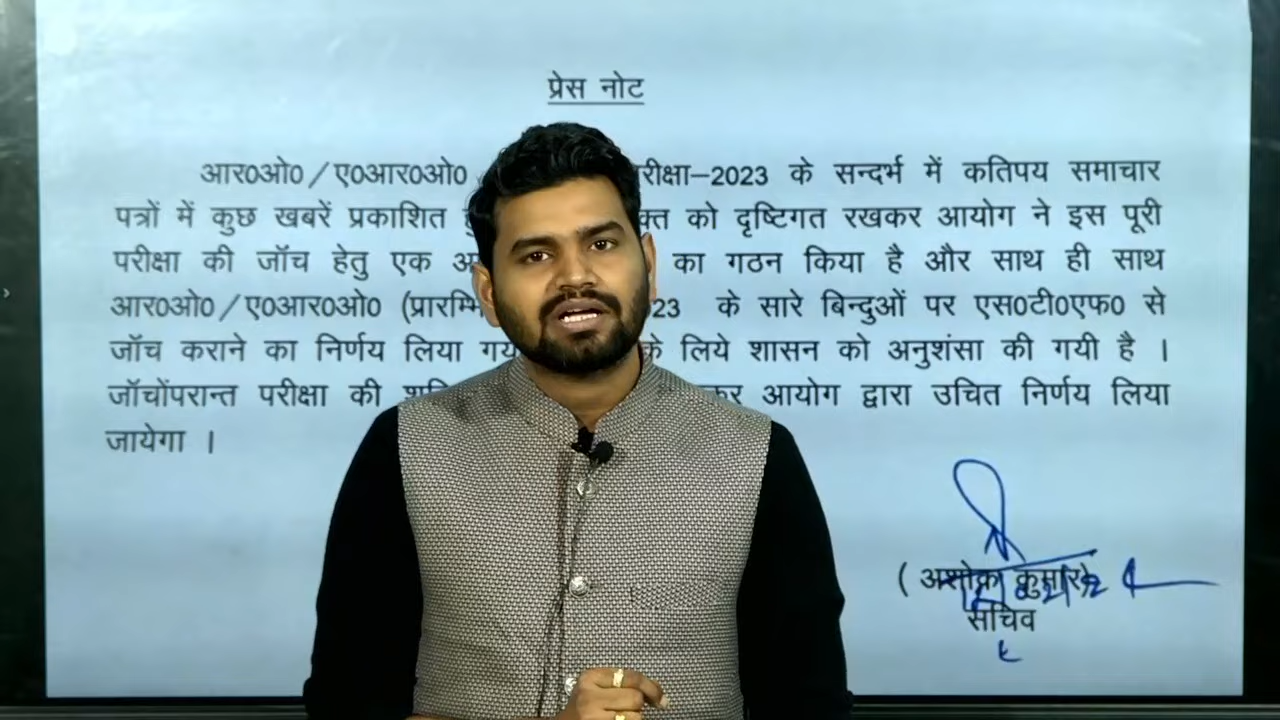 प्रेस नोट
आर0ओ0/ए0आर0ओ0 रीक्षा–2023 के सन्दर्भ में कतिपय समाचार
पत्रों में कुछ खबरें प्रकाशित क्त को दृष्टिगत रखकर आयोग ने इस पूरी
परीक्षा की जॉच हेतु एक अ का गठन किया है और साथ ही साथ
आर0ओ0/ए0आर0ओ0 (प्रारम्भि 23 के सारे बिन्दुओं पर एस0टी0एफ0 से
जॉच कराने का निर्णय लिया गय के लिये शासन को अनुशंसा की गयी है ।
जॉचोंपरान्त परीक्षा की कर आयोग द्वारा उचित निर्णय लिया
जायेगा ।
( अशोक कुमार)
सचिव